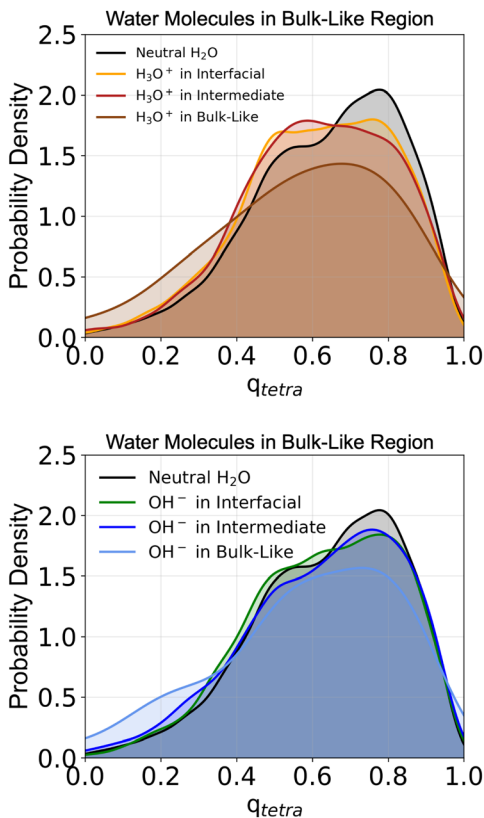 Water Molecules in Bulk-Like Region
2.5
2.0
1.5
1.0
0.5
0.0
Probability Density
Neutral H₂O
H₃O⁺ in Interfacial
H₃O⁺ in Intermediate
H₃O⁺ in Bulk-Like
0.0 0.2 0.4 0.6 0.8 1.0
q_tetra
Water Molecules in Bulk-Like Region
2.5
2.0
1.5
1.0
0.5
0.0
Probability Density
Neutral H₂O
OH⁻ in Interfacial
OH⁻ in Intermediate
OH⁻ in Bulk-Like
0.0 0.2 0.4 0.6 0.8 1.0
q_tetra